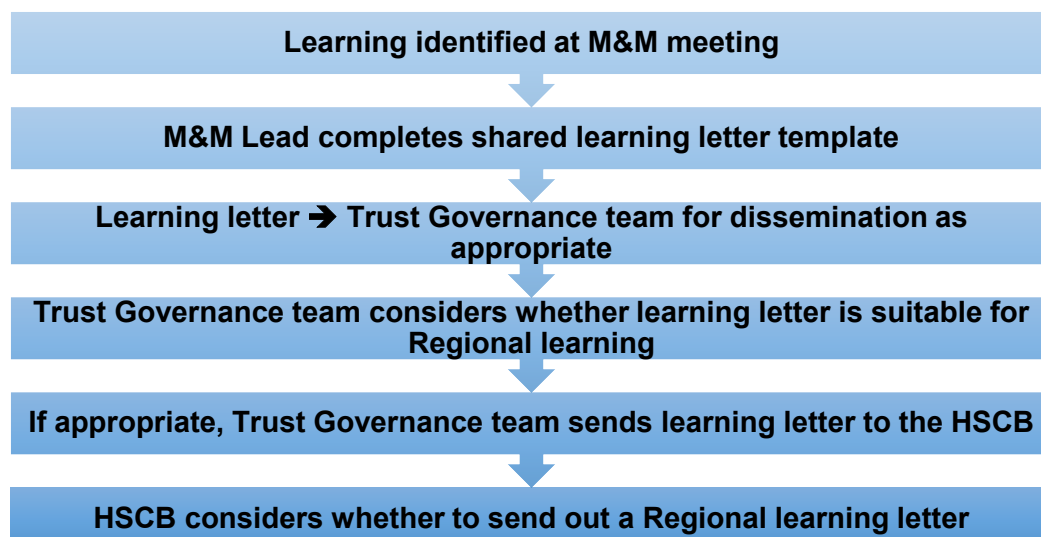 Learning identified at M&M meeting
M&M Lead completes shared learning letter template
Learning letter ➔ Trust Governance team for dissemination as
appropriate
Trust Governance team considers whether learning letter is suitable for
Regional learning
If appropriate, Trust Governance team sends learning letter to the HSCB
HSCB considers whether to send out a Regional learning letter